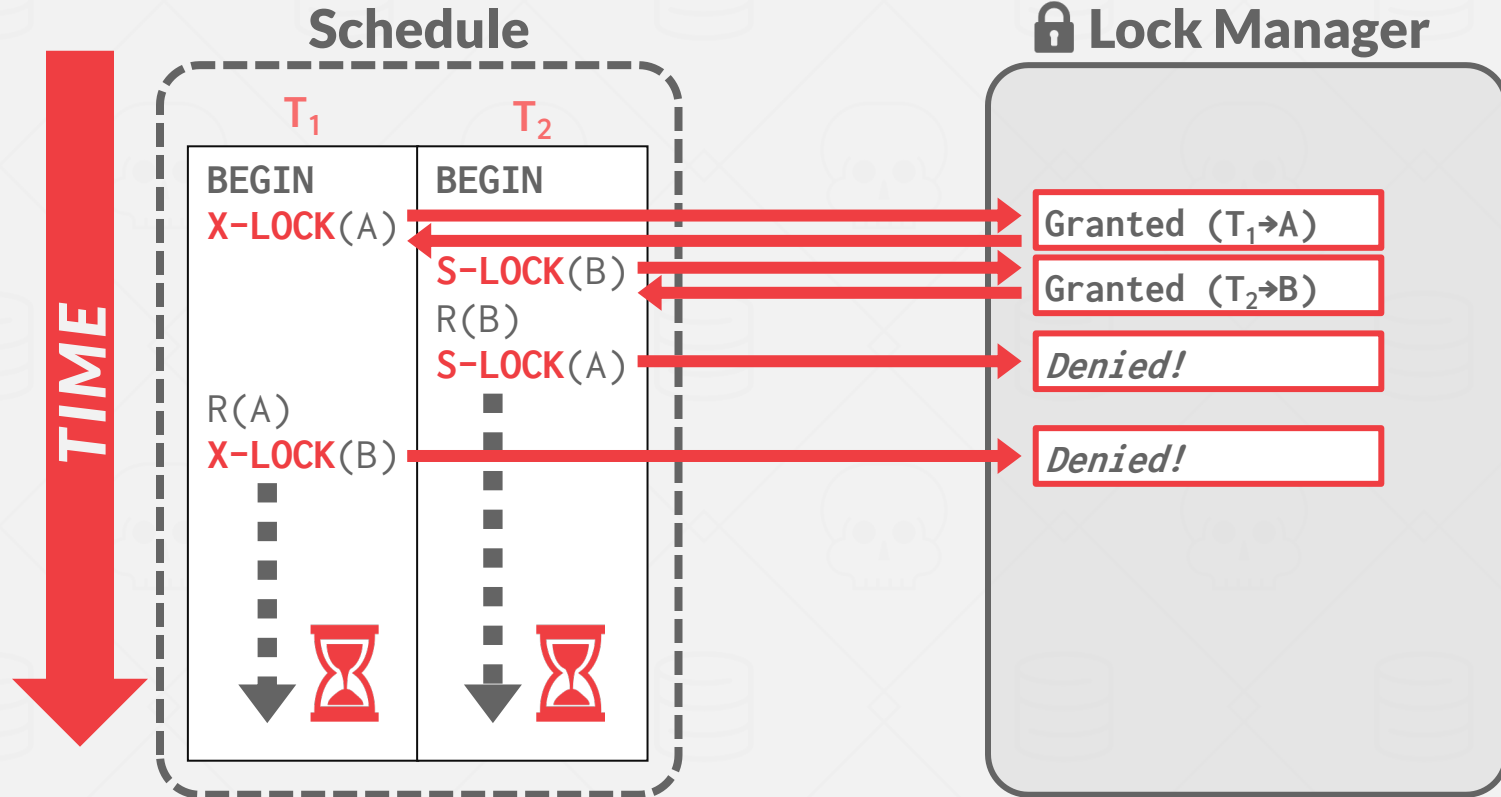 Schedule
Lock Manager
TIME
T₁ T₂
BEGIN BEGIN
X-LOCK(A)
Granted (T₁→A)
S-LOCK(B)
Granted (T₂→B)
R(B)
S-LOCK(A)
Denied!
R(A)
X-LOCK(B)
Denied!